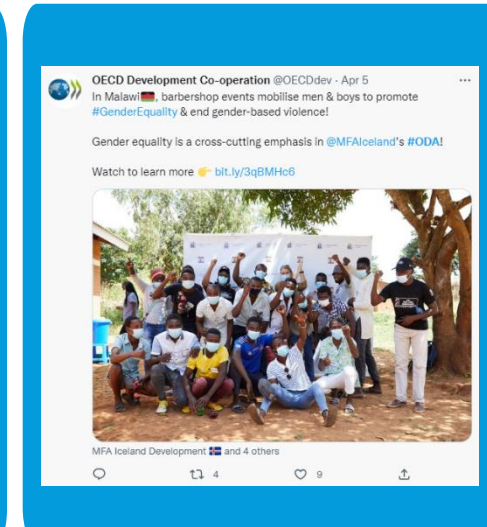 OECD Development Co-operation @OECDdev · Apr 5 ...
In Malawi🇲🇼, barbershop events mobilise men & boys to promote
#GenderEquality & end gender-based violence!
Gender equality is a cross-cutting emphasis in @MFAIceland's #ODA!
Watch to learn more 👉 bit.ly/3qBMHc6
MFA Iceland Development 🇮🇸 and 4 others
4 9